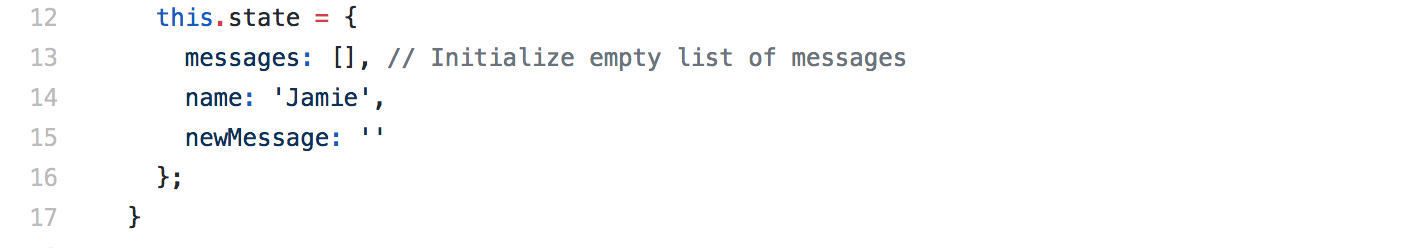 12 this.state = {
13 messages: [], // Initialize empty list of messages
14 name: 'Jamie',
15 newMessage: ''
16 };
17 }